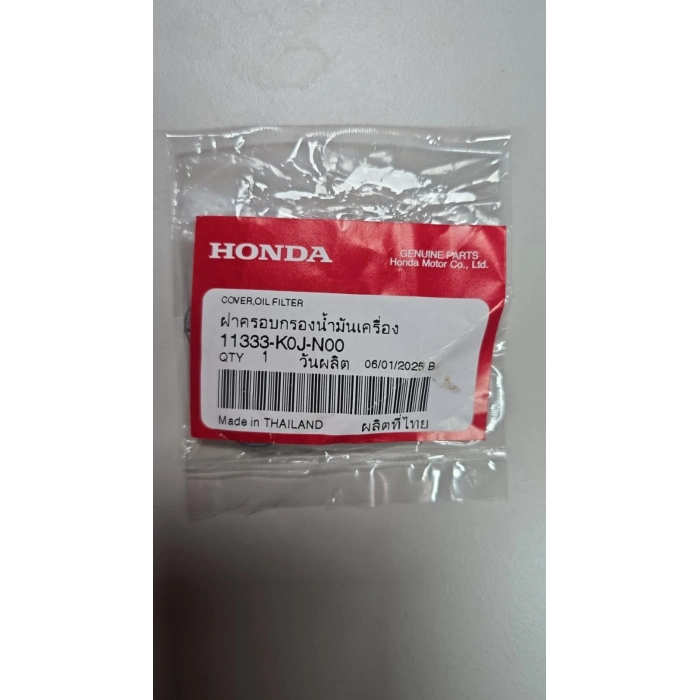 HONDA
GENUINE PARTS
Honda Motor Co., Ltd.
COVER,OIL FILTER
ฝาครอบกรองน้ำมันเครื่อง
11333-K0J-N00
QTY 1 วันผลิต 06/01/2025 B
Made in THAILAND ผลิตที่ไทย